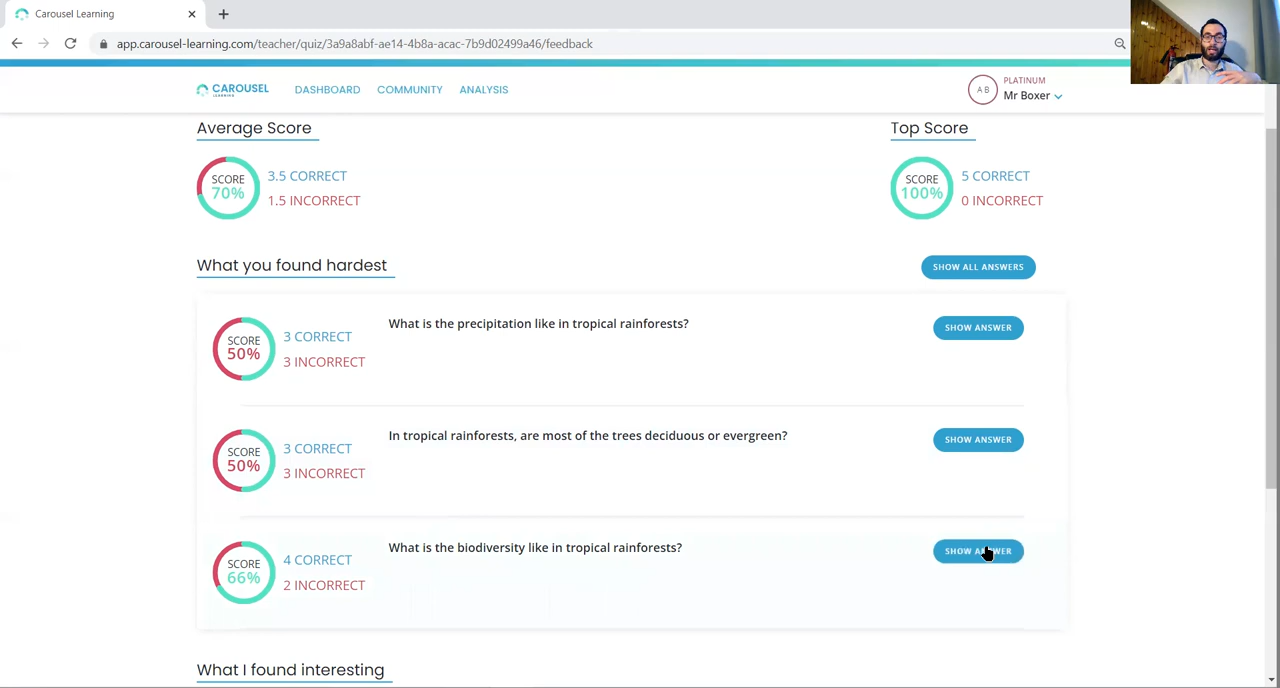 Carousel Learning
app.carousel-learning.com/teacher/quiz/3a9a8abf-ae14-4b8a-acac-7b9d02499a46/feedback
CAROUSEL
LEARNING
DASHBOARD
COMMUNITY
ANALYSIS
A B
PLATINUM
Mr Boxer
Average Score
SCORE
70%
3.5 CORRECT
1.5 INCORRECT
Top Score
SCORE
100%
5 CORRECT
0 INCORRECT
What you found hardest
SHOW ALL ANSWERS
SCORE
50%
3 CORRECT
3 INCORRECT
What is the precipitation like in tropical rainforests?
SHOW ANSWER
SCORE
50%
3 CORRECT
3 INCORRECT
In tropical rainforests, are most of the trees deciduous or evergreen?
SHOW ANSWER
SCORE
66%
4 CORRECT
2 INCORRECT
What is the biodiversity like in tropical rainforests?
SHOW ANSWER
What I found interesting